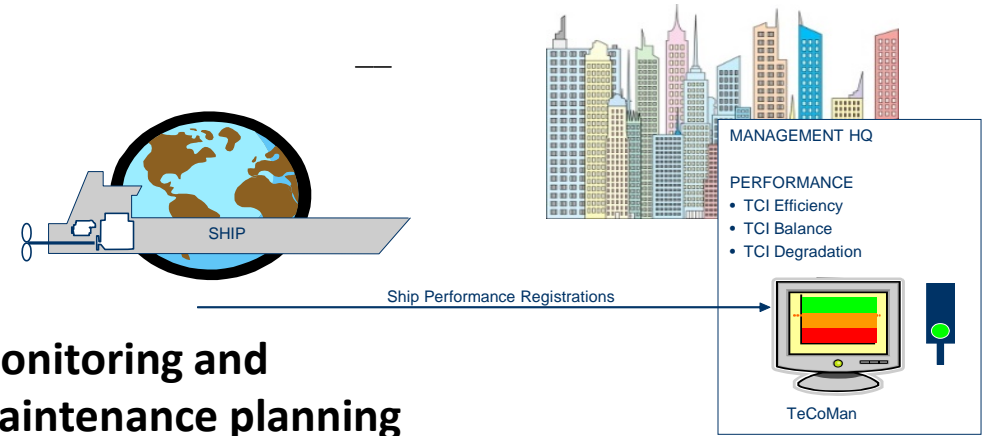 MANAGEMENT HQ
PERFORMANCE
• TCI Efficiency
• TCI Balance
• TCI Degradation
SHIP
Ship Performance Registrations
onitoring and
aintenance planning
TeCoMan